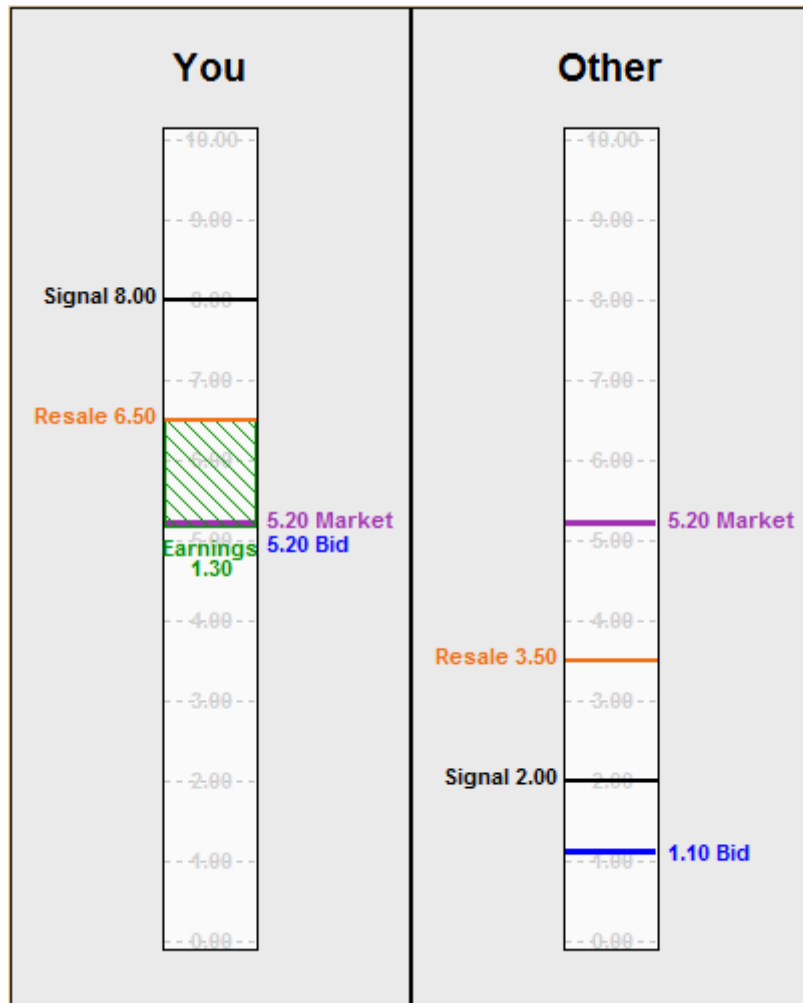 You
10.00
9.00
Signal 8.00
8.00
7.00
Resale 6.50
6.00
5.20 Market
5.00
5.20 Bid
Earnings
1.30
4.00
3.00
2.00
1.00
0.00
Other
10.00
9.00
8.00
7.00
6.00
5.20 Market
5.00
4.00
Resale 3.50
3.00
Signal 2.00
2.00
1.10 Bid
1.00
0.00